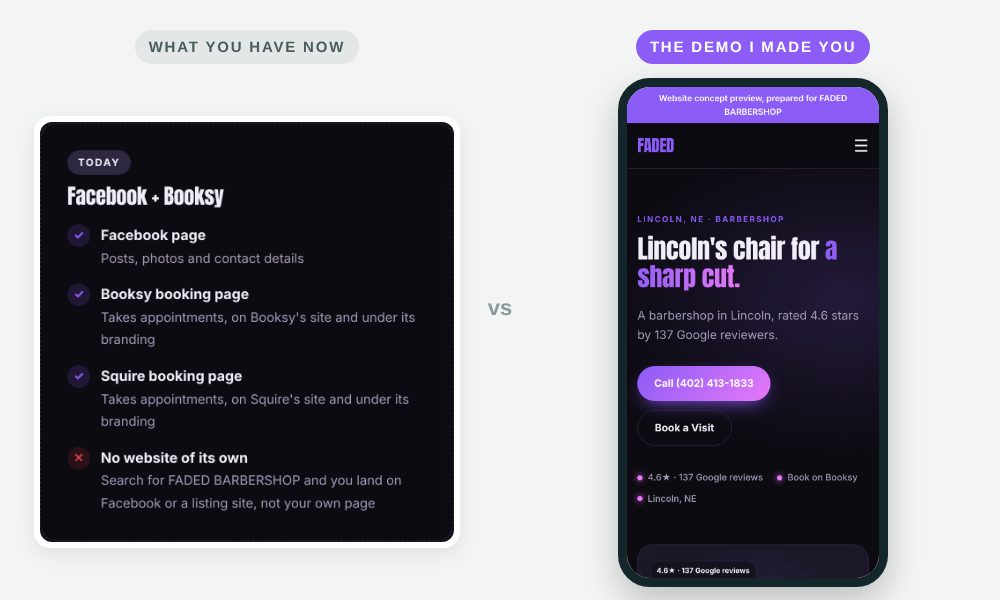 WHAT YOU HAVE NOW
TODAY
Facebook + Booksy
Facebook page
Posts, photos and contact details
Booksy booking page
Takes appointments, on Booksy's site and under its
branding
Squire booking page
Takes appointments, on Squire's site and under its
branding
No website of its own
Search for FADED BARBERSHOP and you land on
Facebook or a listing site, not your own page
vs
THE DEMO I MADE YOU
Website concept preview, prepared for FADED
BARBERSHOP
FADED
LINCOLN, NE · BARBERSHOP
Lincoln's chair for a
sharp cut.
A barbershop in Lincoln, rated 4.6 stars
by 137 Google reviewers.
Call (402) 413-1833
Book a Visit
4.6★ · 137 Google reviews
Book on Booksy
Lincoln, NE
4.6★ · 137 Google reviews